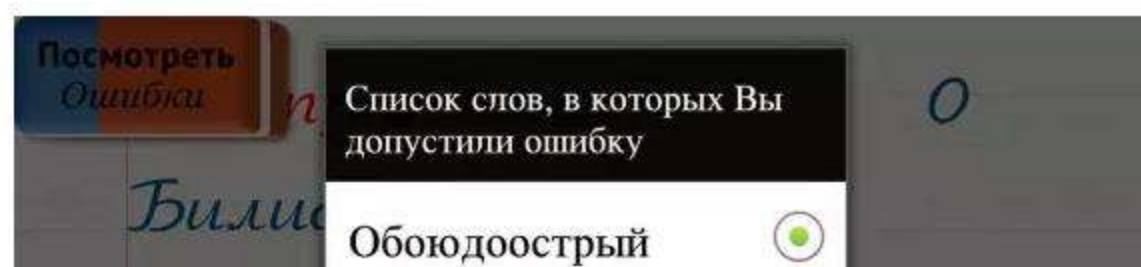 Посмотреть
Ошибки
О
Список слов, в которых Вы
допустили ошибку
Обоюдоострый